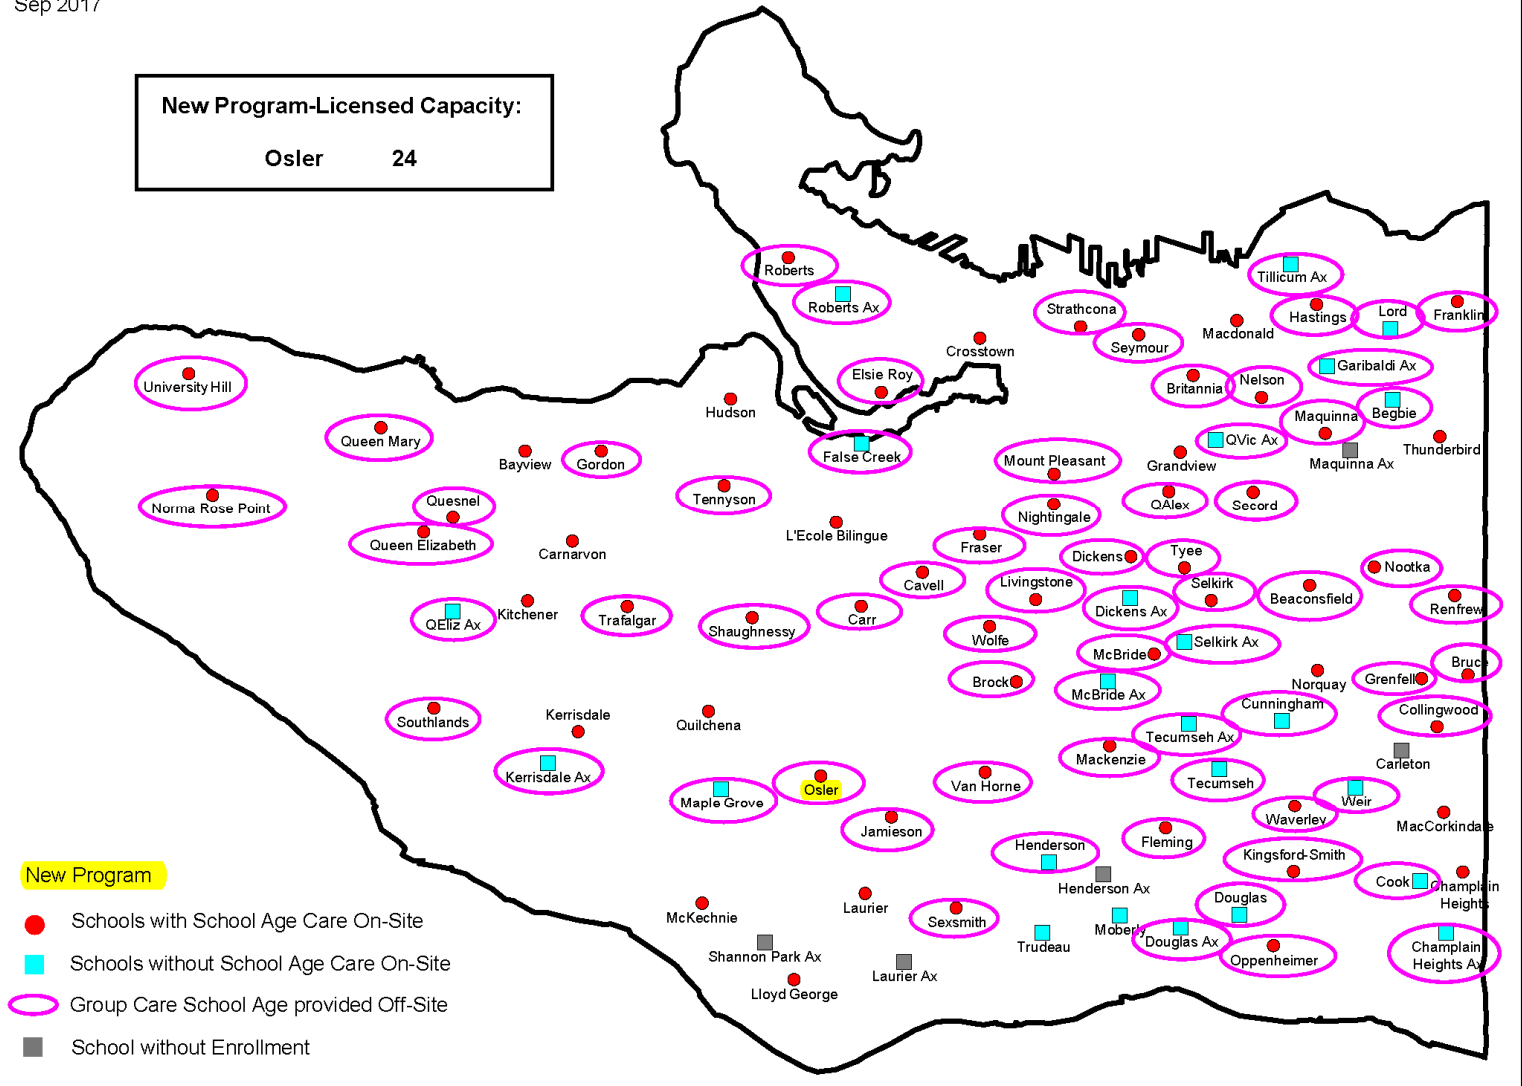 Sep 2017
New Program-Licensed Capacity:
Osler 24
Roberts
Roberts Ax
Tillicum Ax
Strathcona
Hastings
Lord
Franklin
Seymour
Macdonald
Crosstown
Elsie Roy
Garibaldi Ax
Britannia
Nelson
University Hill
Hudson
Maquinna
Begbie
Queen Mary
Bayview
Gordon
False Creek
Mount Pleasant
Grandview
QVic Ax
Maquinna Ax
Thunderbird
Norma Rose Point
Quesnel
Tennyson
Nightingale
QAlex
Secord
Queen Elizabeth
Carnarvon
L'Ecole Bilingue
Fraser
Dickens
Tyee
Nootka
Cavell
Livingstone
Selkirk
Beaconsfield
Renfrew
QEliz Ax
Kitchener
Trafalgar
Shaughnessy
Carr
Dickens Ax
Wolfe
Selkirk Ax
McBride
Bruce
Brock
McBride Ax
Norquay
Grenfell
Southlands
Kerrisdale
Quilchena
Cunningham
Collingwood
Tecumseh Ax
Mackenzie
Carleton
Kerrisdale Ax
Maple Grove
Osler
Van Horne
Tecumseh
Weir
Jamieson
Waverley
MacCorkindale
Fleming
Henderson
Kingsford-Smith
Henderson Ax
Cook
Champlain
Heights
New Program
Schools with School Age Care On-Site
McKechnie
Laurier
Sexsmith
Douglas
Moberly
Trudeau
Douglas Ax
Oppenheimer
Champlain
Heights Ax
Schools without School Age Care On-Site
Shannon Park Ax
Laurier Ax
Lloyd George
Group Care School Age provided Off-Site
School without Enrollment